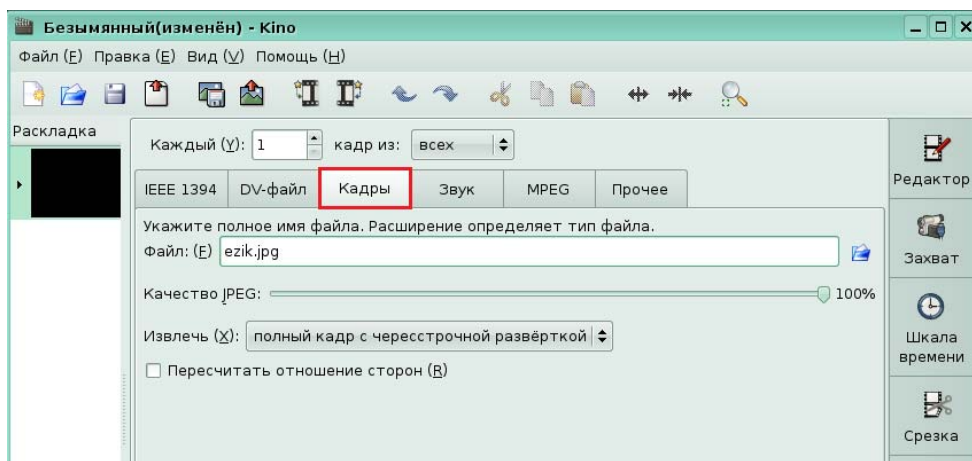 Безымянный(изменён) - Kino
Файл (F) Правка (E) Вид (V) Помощь (H)
Раскладка
Каждый (Y): 1 кадр из: всех
IEEE 1394 DV-файл Кадры Звук MPEG Прочее
Укажите полное имя файла. Расширение определяет тип файла.
Файл: (F) ezik.jpg
Качество JPEG: 100%
Извлечь (X): полный кадр с чересстрочной развёрткой
Пересчитать отношение сторон (R)
Редактор
Захват
Шкала
времени
Срезка